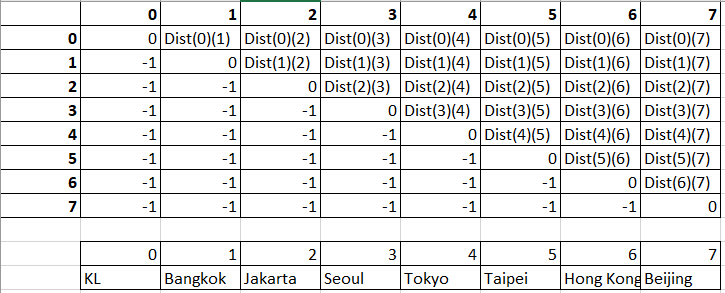 0 1 2 3 4 5 6 7
0 0 Dist(0)(1) Dist(0)(2) Dist(0)(3) Dist(0)(4) Dist(0)(5) Dist(0)(6) Dist(0)(7)
1 -1 0 Dist(1)(2) Dist(1)(3) Dist(1)(4) Dist(1)(5) Dist(1)(6) Dist(1)(7)
2 -1 -1 0 Dist(2)(3) Dist(2)(4) Dist(2)(5) Dist(2)(6) Dist(2)(7)
3 -1 -1 -1 0 Dist(3)(4) Dist(3)(5) Dist(3)(6) Dist(3)(7)
4 -1 -1 -1 -1 0 Dist(4)(5) Dist(4)(6) Dist(4)(7)
5 -1 -1 -1 -1 -1 0 Dist(5)(6) Dist(5)(7)
6 -1 -1 -1 -1 -1 -1 0 Dist(6)(7)
7 -1 -1 -1 -1 -1 -1 -1 0
0 1 2 3 4 5 6 7
KL Bangkok Jakarta Seoul Tokyo Taipei Hong Kong Beijing